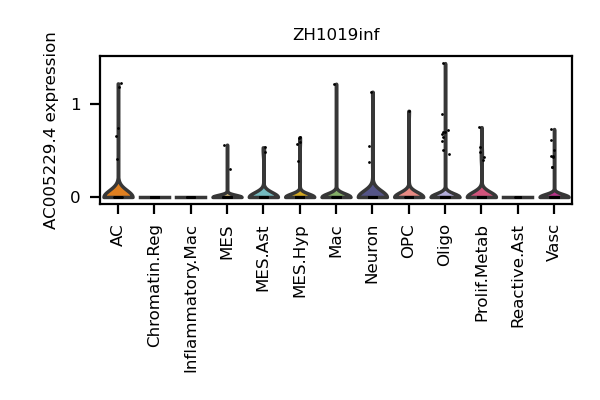 ZH1019inf
AC005229.4 expression
1
0
AC
Chromatin.Reg
Inflammatory.Mac
MES
MES.Ast
MES.Hyp
Mac
Neuron
OPC
Oligo
Prolif.Metab
Reactive.Ast
Vasc